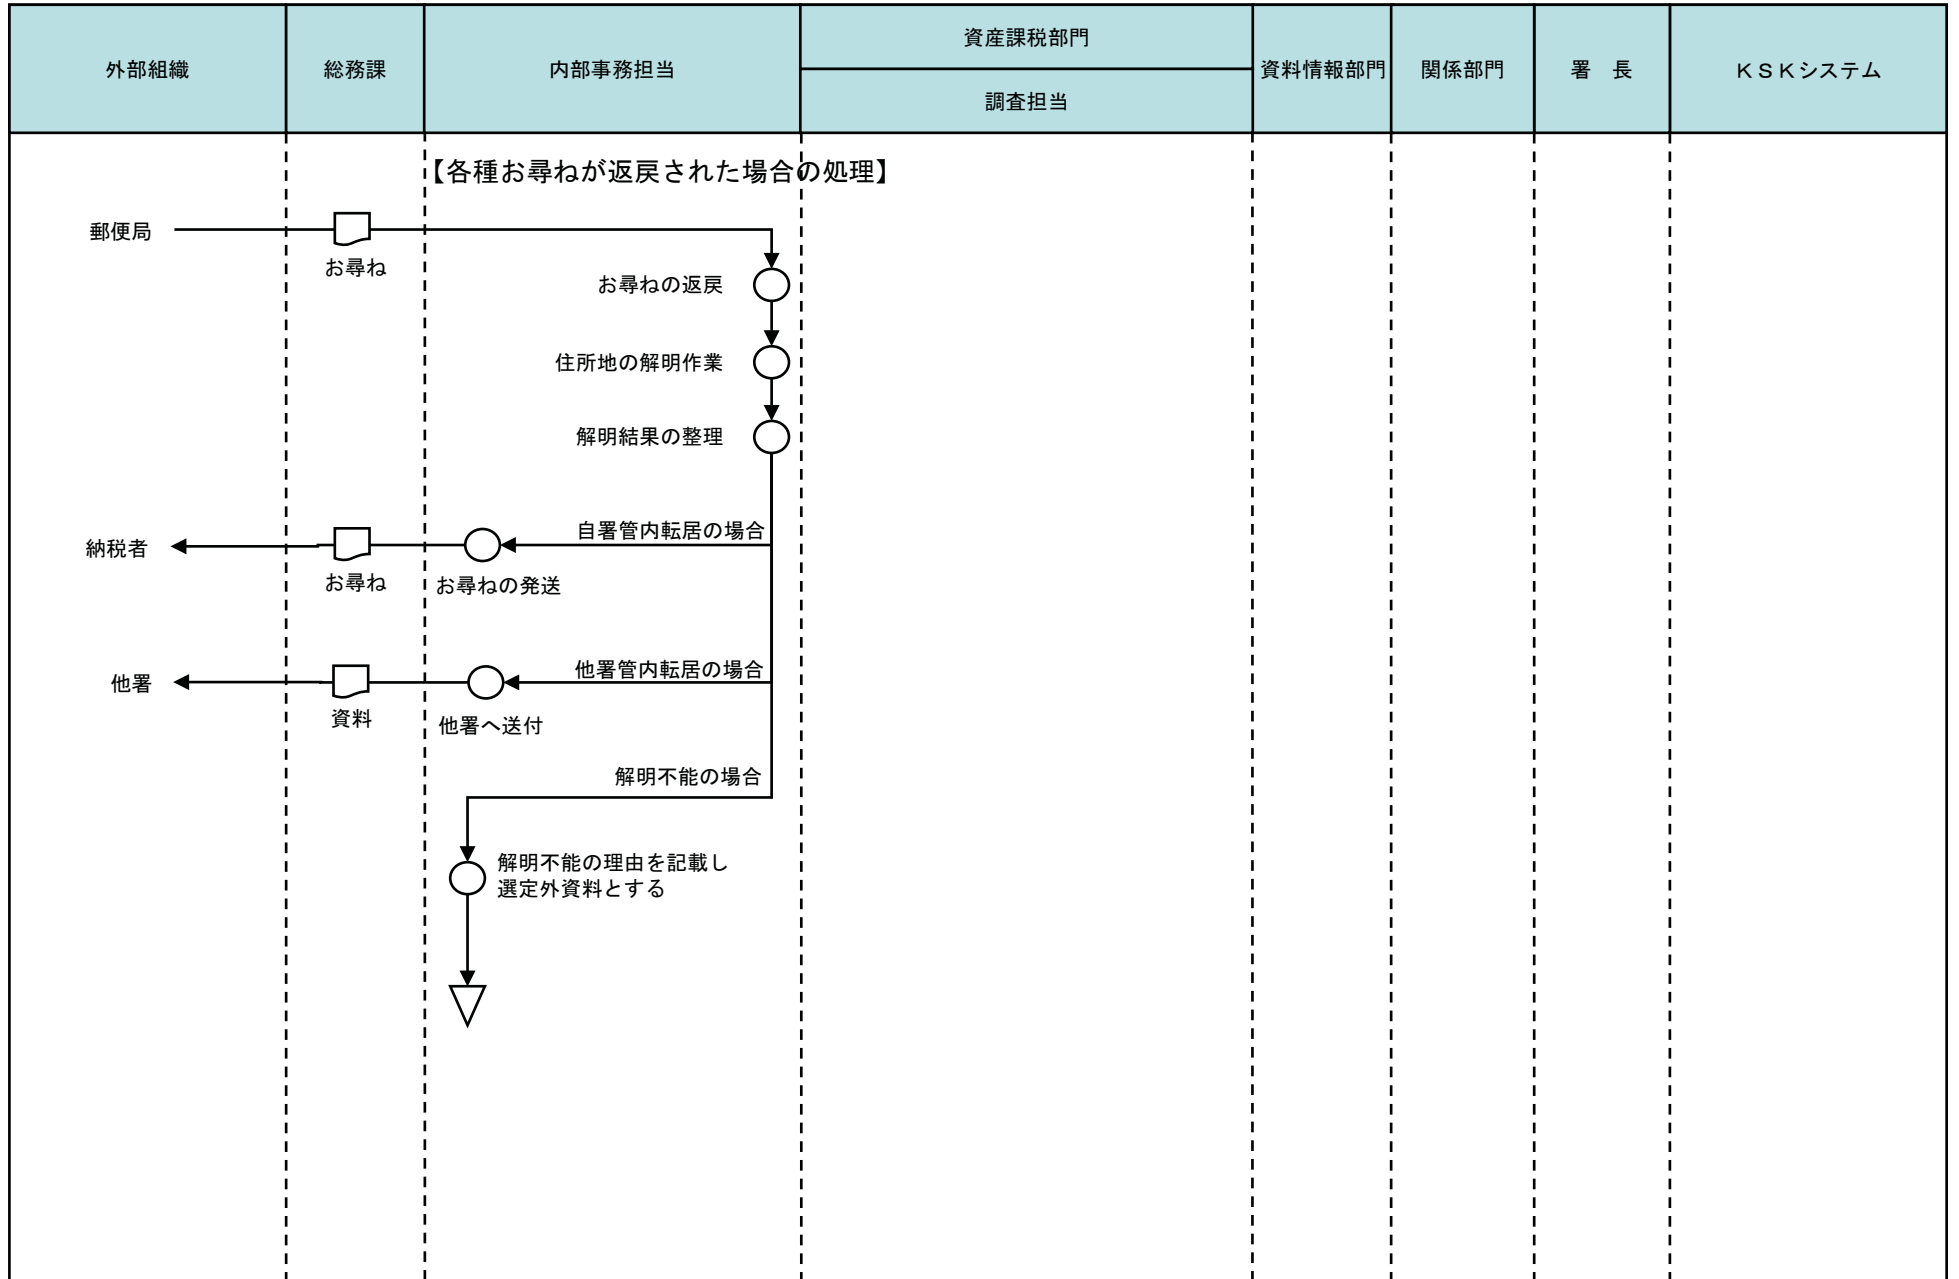 外部組織
総務課
内部事務担当
資産課税部門
調査担当
資料情報部門
関係部門
署　長
ＫＳＫシステム
【各種お尋ねが返戻された場合の処理】
郵便局
お尋ね
お尋ねの返戻
住所地の解明作業
解明結果の整理
自署管内転居の場合
納税者
お尋ね
お尋ねの発送
他署管内転居の場合
他署
資料
他署へ送付
解明不能の場合
解明不能の理由を記載し
選定外資料とする